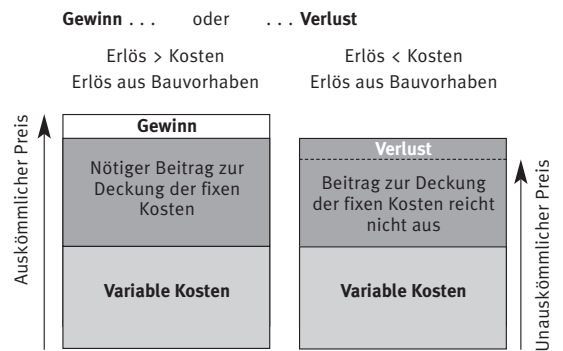 Gewinn . . . oder . . . Verlust
Erlös > Kosten
Erlös aus Bauvorhaben
Erlös < Kosten
Erlös aus Bauvorhaben
Auskömmlicher Preis
Gewinn
Nötiger Beitrag zur
Deckung der fixen
Kosten
Variable Kosten
Verlust
Beitrag zur Deckung
der fixen Kosten reicht
nicht aus
Variable Kosten
Unauskömmlicher Preis